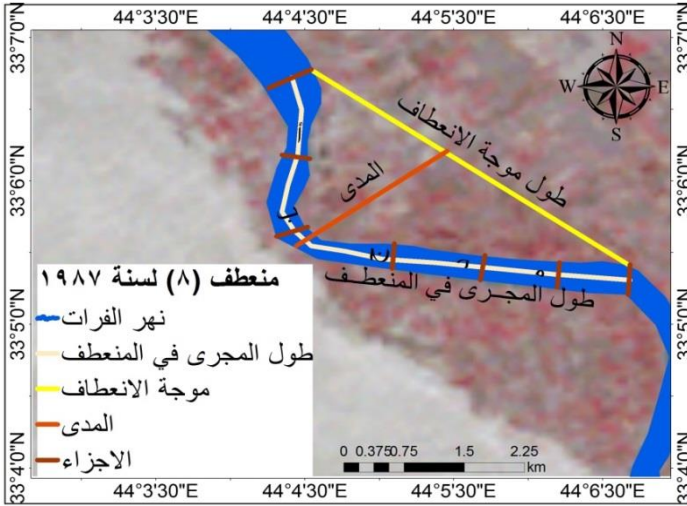 44°3'30"E 44°4'30"E 44°5'30"E 44°6'30"E
33°7'0"N
33°6'0"N
33°5'0"N
33°4'0"N
N
W E
S
طول موجة الانعطاف
المدى
أ
ب
د
طول المجرى في المنعطف
منعطف (٨) لسنة ١٩٨٧
نهر الفرات
طول المجرى في المنعطف
موجة الانعطاف
المدى
الاجزاء
0 0.375 0.75 1.5 2.25
km
33°7'0"N
33°6'0"N
33°5'0"N
33°4'0"N
44°3'30"E 44°4'30"E 44°5'30"E 44°6'30"E